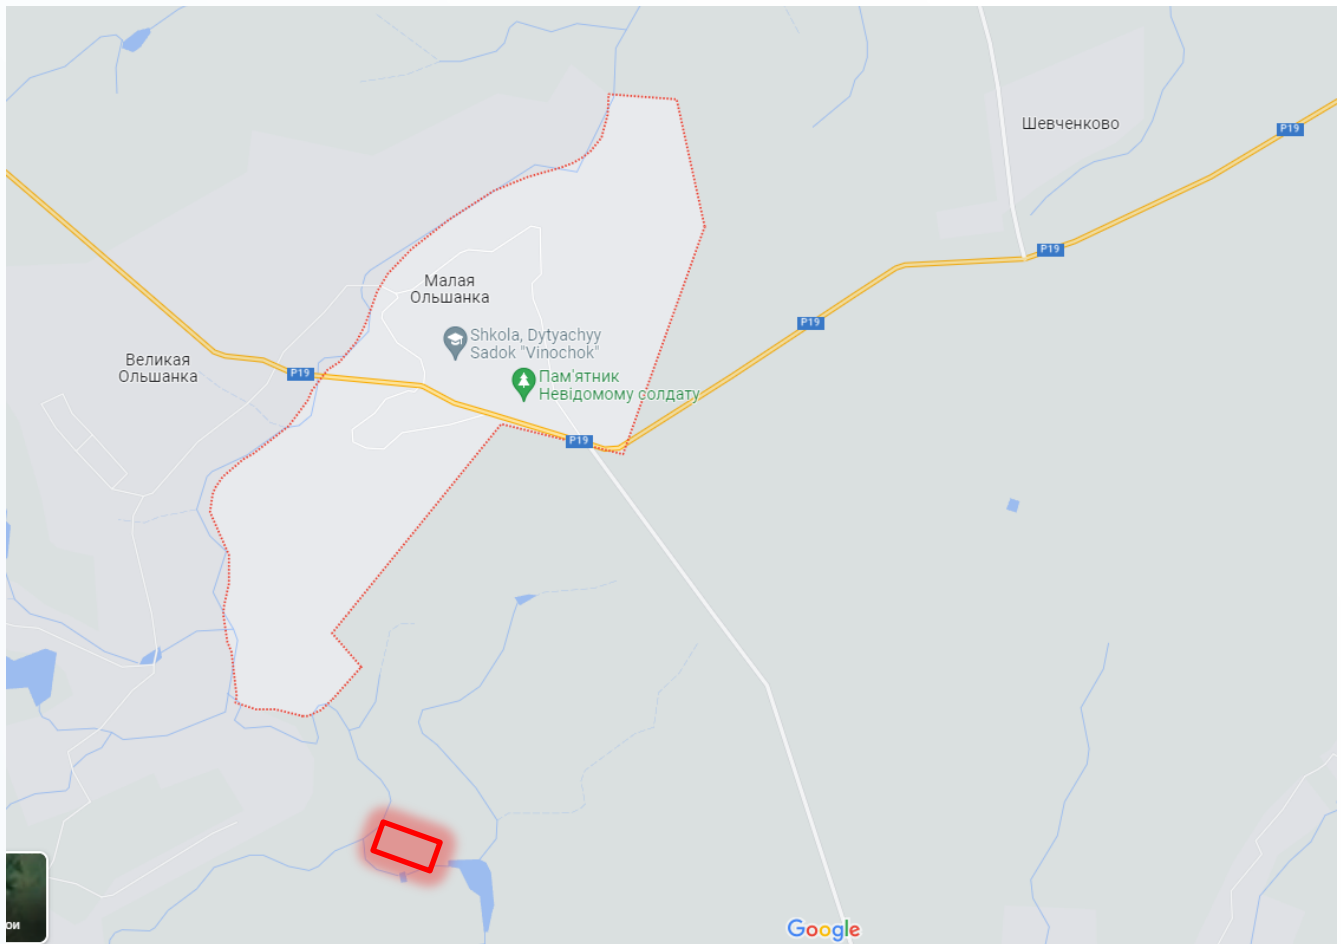 Шевченково
P19
P19
Малая
Ольшанка
P19
Shkola, Dytyachyy
Sadok "Vinochok"
Великая
Ольшанка
P19
Пам'ятник
Невідомому солдату
P19
ои
Google